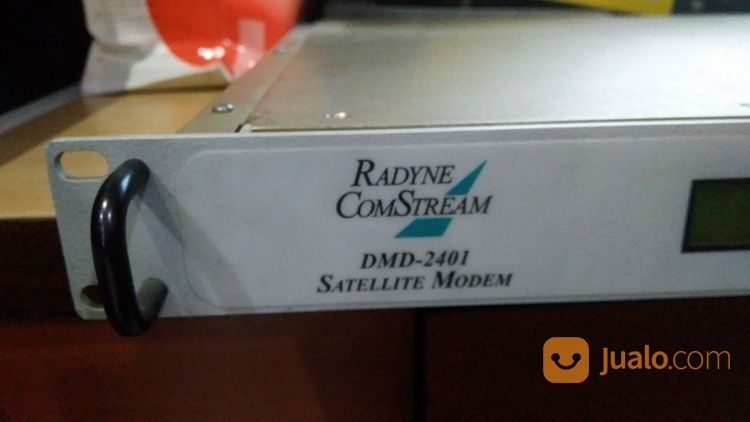 RADYNE
COMSTREAM
DMD-2401
SATELLITE MODEM
jualo.com